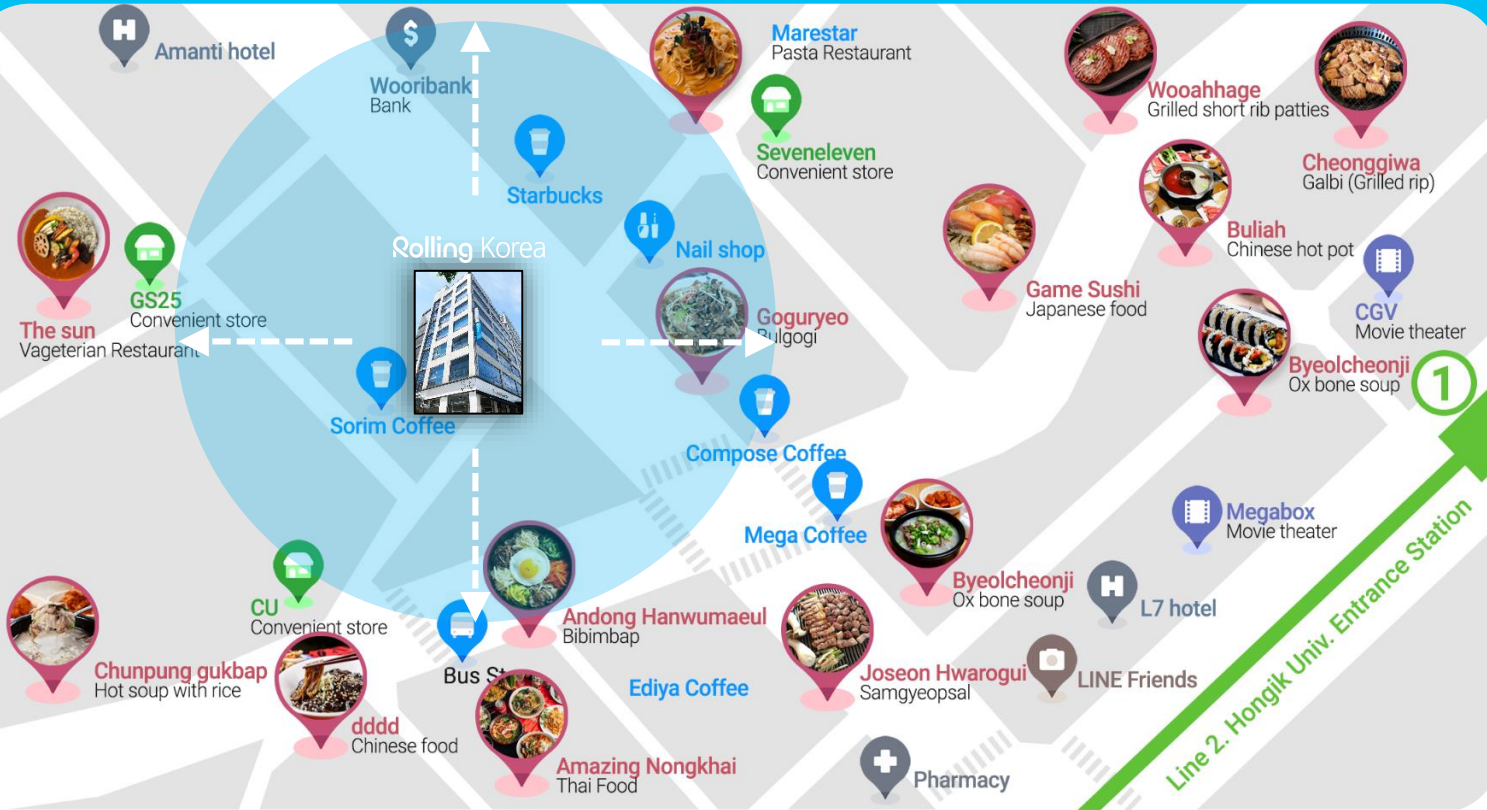 H
Amanti hotel
$
Wooribank
Bank
Marestar
Pasta Restaurant
Wooahhage
Grilled short rib patties
Cheonggiwa
Galbi (Grilled rip)
Seveneleven
Convenient store
Starbucks
Buliah
Chinese hot pot
Rolling Korea
Nail shop
GS25
Convenient store
The sun
Vageterian Restaurant
Game Sushi
Japanese food
CGV
Movie theater
Goguryeo
Bulgogi
Byeolcheonji
Ox bone soup
1
Sorim Coffee
Compose Coffee
Mega Coffee
Megabox
Movie theater
Line 2. Hongik Univ. Entrance Station
Byeolcheonji
Ox bone soup
H
L7 hotel
CU
Convenient store
Andong Hanwumaeul
Bibimbap
Chunpung gukbap
Hot soup with rice
Bus St
Ediya Coffee
Joseon Hwarogui
Samgyeopsal
LINE Friends
dddd
Chinese food
Amazing Nongkhai
Thai Food
Pharmacy